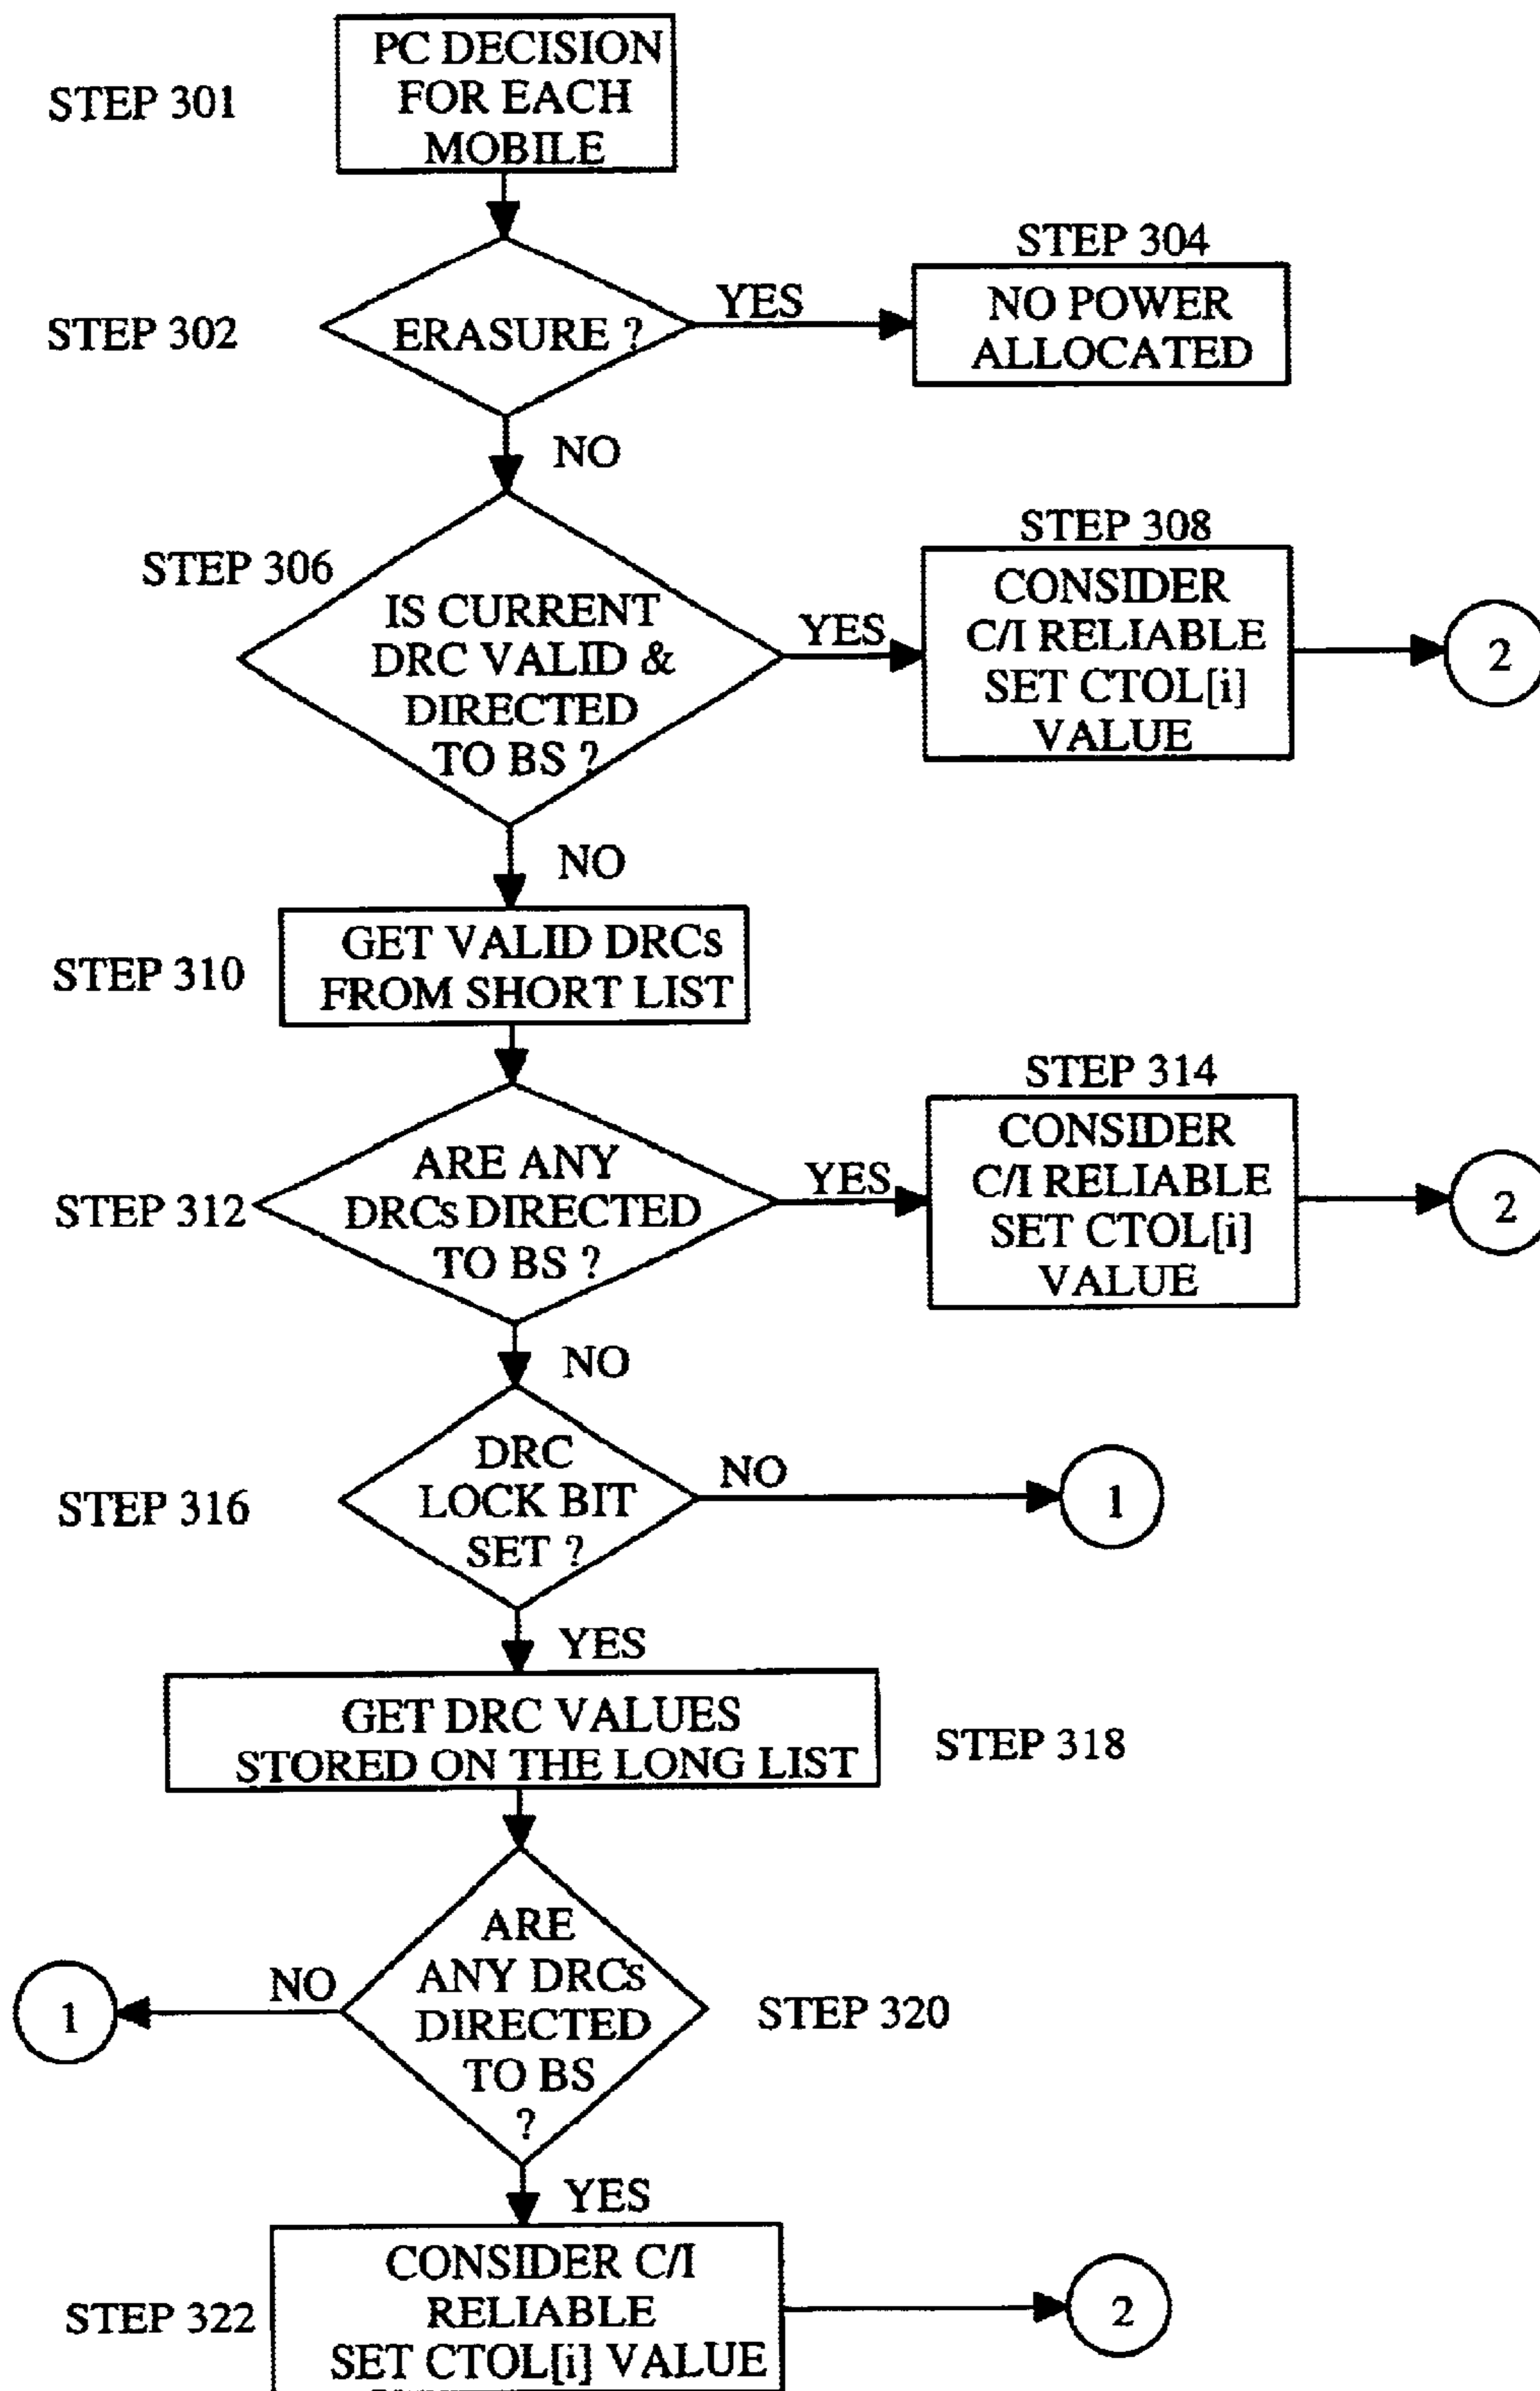 PC DECISION
STEP 301
FOR EACH
MOBILE
STEP 304
YES
NO POWER
STEP 302
ERASURE ?
ALLOCATED
NO
STEP 308
STEP 306
CONSIDER
IS CURRENT
YES
C/I RELIABLE
DRC VALID &
SET CTOL[i]
2
DIRECTED
VALUE
TO BS ?
NO
GET VALID DRCs
STEP 310
FROM SHORT LIST
STEP 314
CONSIDER
ARE ANY
YES
C/I RELIABLE
STEP 312
DRCs DIRECTED
SET CTOL[i]
2
TO BS ?
VALUE
NO
DRC
NO
STEP 316
LOCK BIT
1
SET ?
YES
GET DRC VALUES
STORED ON THE LONG LIST
STEP 318
ARE
NO
ANY DRCs
1
DIRECTED
STEP 320
TO BS
?
YES
CONSIDER C/I
STEP 322
RELIABLE
2
SET CTOL[i] VALUE